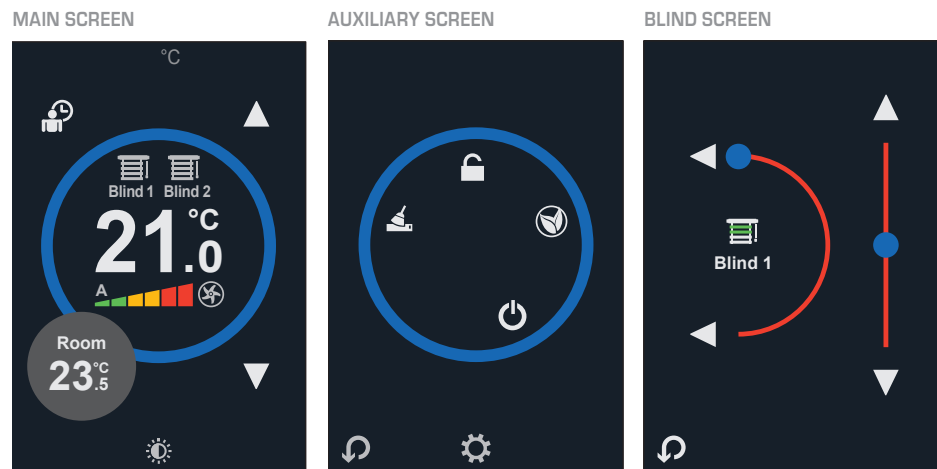 MAIN SCREEN
AUXILIARY SCREEN
BLIND SCREEN
°C
Blind 1 Blind 2
21.0 °C
A
Room
23.5 °C
Blind 1